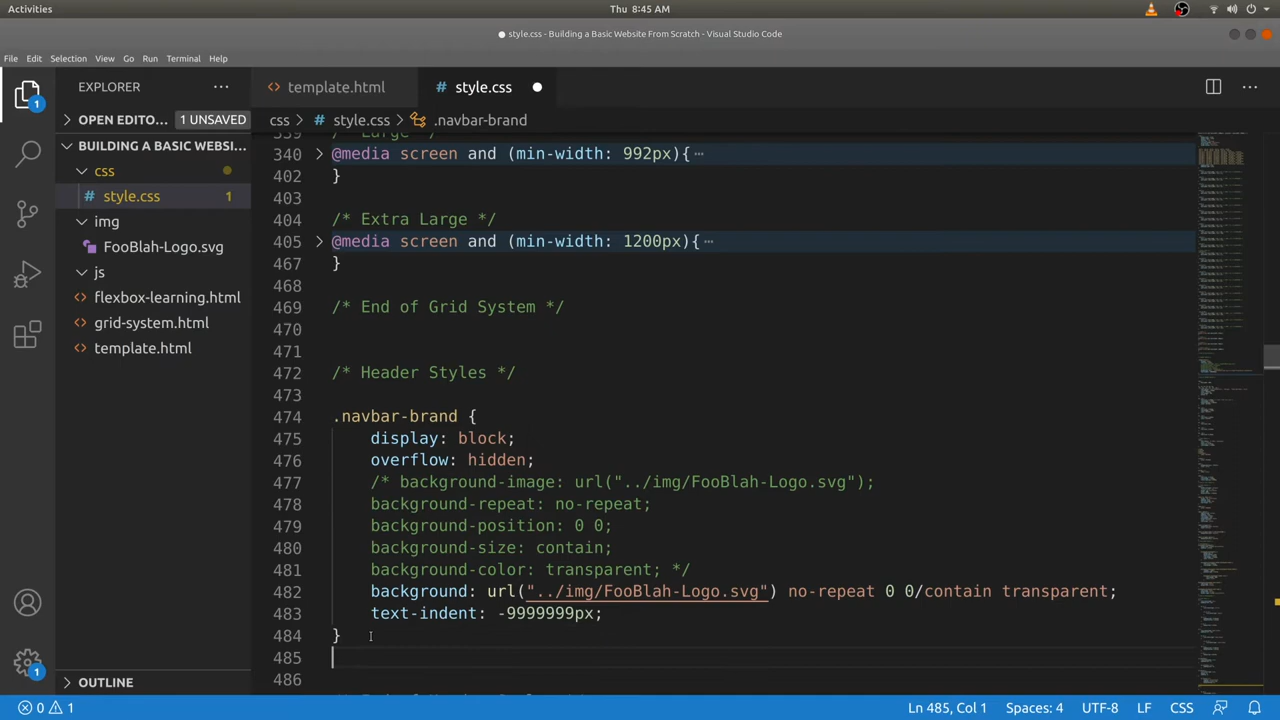 Activities
Thu 8:45 AM
style.css - Building a Basic Website From Scratch - Visual Studio Code
File Edit Selection View Go Run Terminal Help
EXPLORER
template.html
# style.css
OPEN EDITO... 1 UNSAVED
css > # style.css > .navbar-brand
BUILDING A BASIC WEBSI...
css
# style.css 1
img
FooBlah-Logo.svg
js
flexbox-learning.html
grid-system.html
template.html
339 /* Large */
340 @media screen and (min-width: 992px){ ⋯
402 }
403
404 /* Extra Large */
405 @media screen and (min-width: 1200px){ ⋯
467 }
468
469 /* End of Grid System */
470
471
472 /* Header Styles */
473
474 .navbar-brand {
475 display: block;
476 overflow: hidden;
477 /* background-image: url("../img/FooBlah-Logo.svg");
478 background-repeat: no-repeat;
479 background-position: 0 0;
480 background-size: contain;
481 background-color: transparent; */
482 background: ("../img/FooBlah-Logo.svg") no-repeat 0 0/contain transparent;
483 text-indent: 99999px;
484 }
485
486
OUTLINE
0 1
Ln 485, Col 1 Spaces: 4 UTF-8 LF CSS